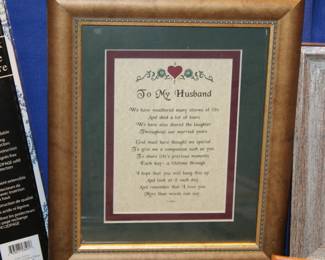 To My Husband
We have weathered many storms of life
And shed a lot of tears
We have also shared the laughter
Throughout our married years
God must have thought we special
To give me a companion such as you
To share life's precious moments
Each day - a lifetime through
I hope that you will hang this up
And look at it each day
And remember that I love you
More than words can say